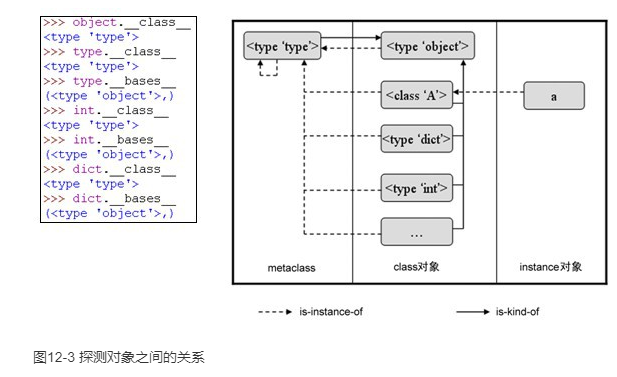 >>> object.__class__
<type 'type'>
>>> type.__class__
<type 'type'>
>>> type.__bases__
(<type 'object'>,)
>>> int.__class__
<type 'type'>
>>> int.__bases__
(<type 'object'>,)
>>> dict.__class__
<type 'type'>
>>> dict.__bases__
(<type 'object'>,)
<type ‘type’>
<type ‘object’>
<class ‘A’>
a
<type ‘dict’>
<type ‘int’>
…
metaclass
class对象
instance对象
is-instance-of
is-kind-of
图12-3 探测对象之间的关系